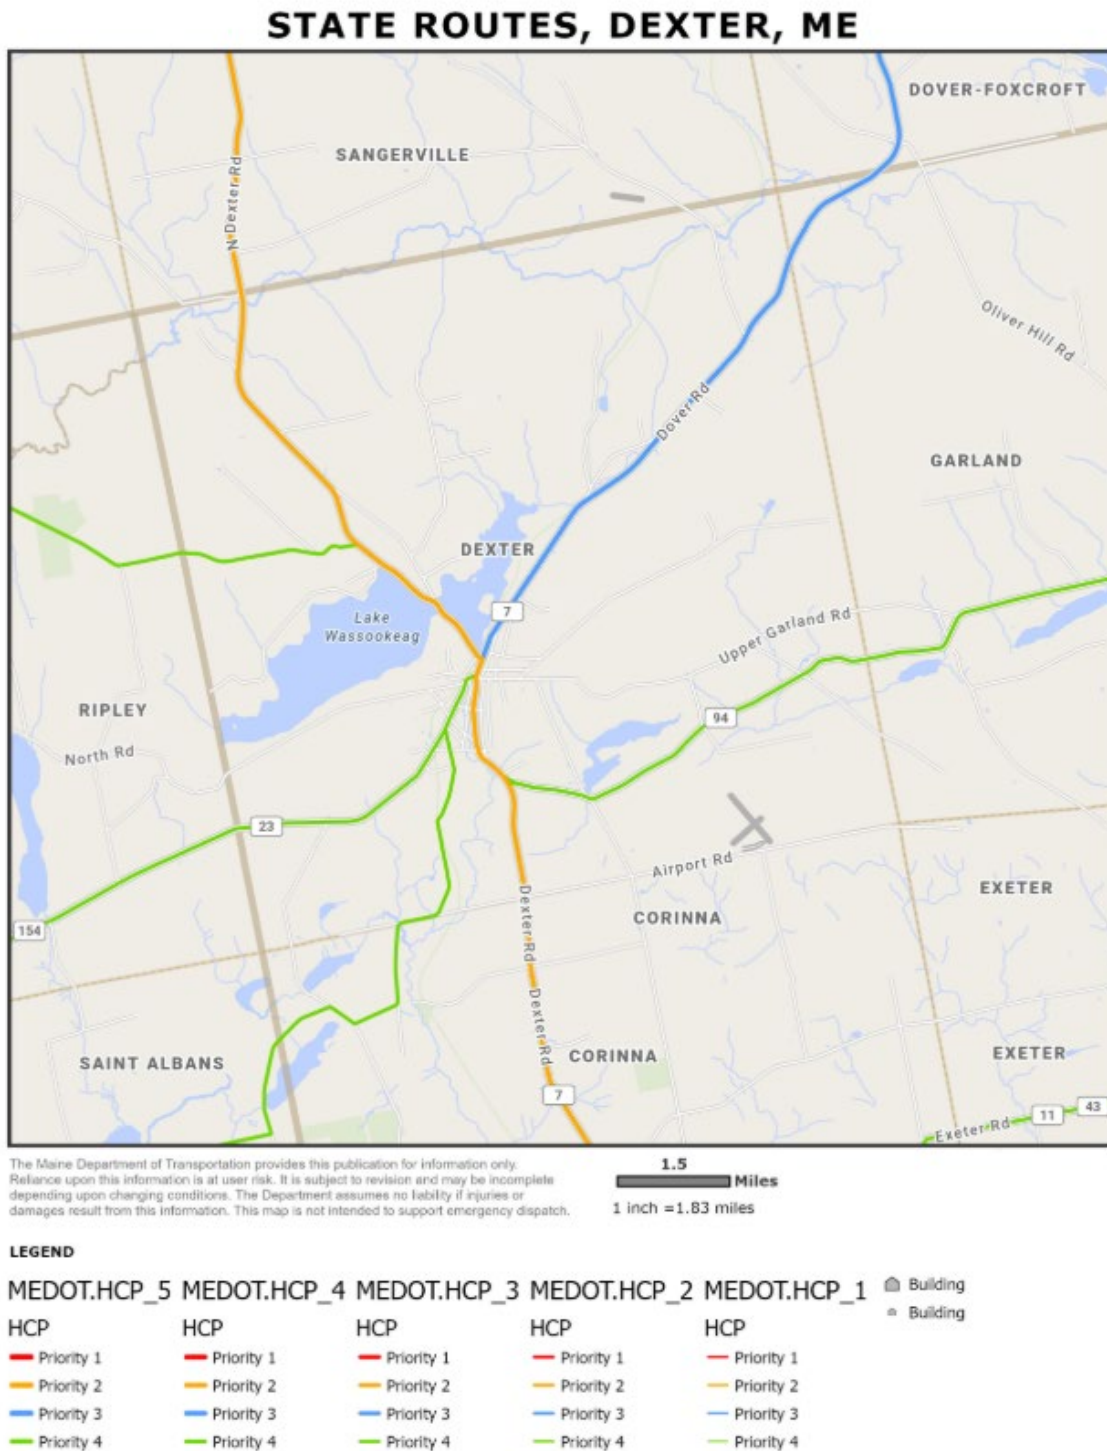 STATE ROUTES, DEXTER, ME
DOVER-FOXCROFT
SANGERVILLE
N Dexter Rd
Oliver Hill Rd
Dover Rd
GARLAND
DEXTER
7
Lake
Wassookeag
Upper Garland Rd
RIPLEY
94
North Rd
23
Airport Rd
EXETER
Dexter Rd
CORINNA
154
Dexter Rd
CORINNA
EXETER
SAINT ALBANS
7
43
11
Exeter Rd
The Maine Department of Transportation provides this publication for information only.
Reliance upon this information is at user risk. It is subject to revision and may be incomplete
depending upon changing conditions. The Department assumes no liability if injuries or
damages result from this information. This map is not intended to support emergency dispatch.
1.5
Miles
1 inch =1.83 miles
LEGEND
MEDOT.HCP_5 MEDOT.HCP_4 MEDOT.HCP_3 MEDOT.HCP_2 MEDOT.HCP_1 Building
Building
HCP HCP HCP HCP HCP
Priority 1 Priority 1 Priority 1 Priority 1 Priority 1
Priority 2 Priority 2 Priority 2 Priority 2 Priority 2
Priority 3 Priority 3 Priority 3 Priority 3 Priority 3
Priority 4 Priority 4 Priority 4 Priority 4 Priority 4